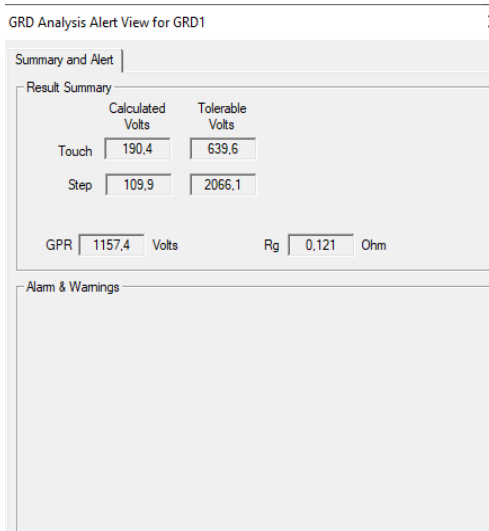 GRD Analysis Alert View for GRD1
Summary and Alert
Result Summary
Calculated Volts Tolerable Volts
Touch 190,4 639,6
Step 109,9 2066,1
GPR 1157,4 Volts Rg 0,121 Ohm
Alarm & Warnings